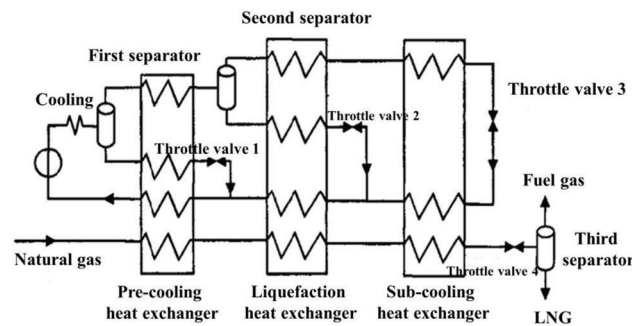 Second separator
First separator
Cooling
Throttle valve 3
Throttle valve 2
Throttle valve 1
Fuel gas
Natural gas
Third
separator
Throttle valve 4
Pre-cooling
heat exchanger
Liquefaction
heat exchanger
Sub-cooling
heat exchanger
LNG